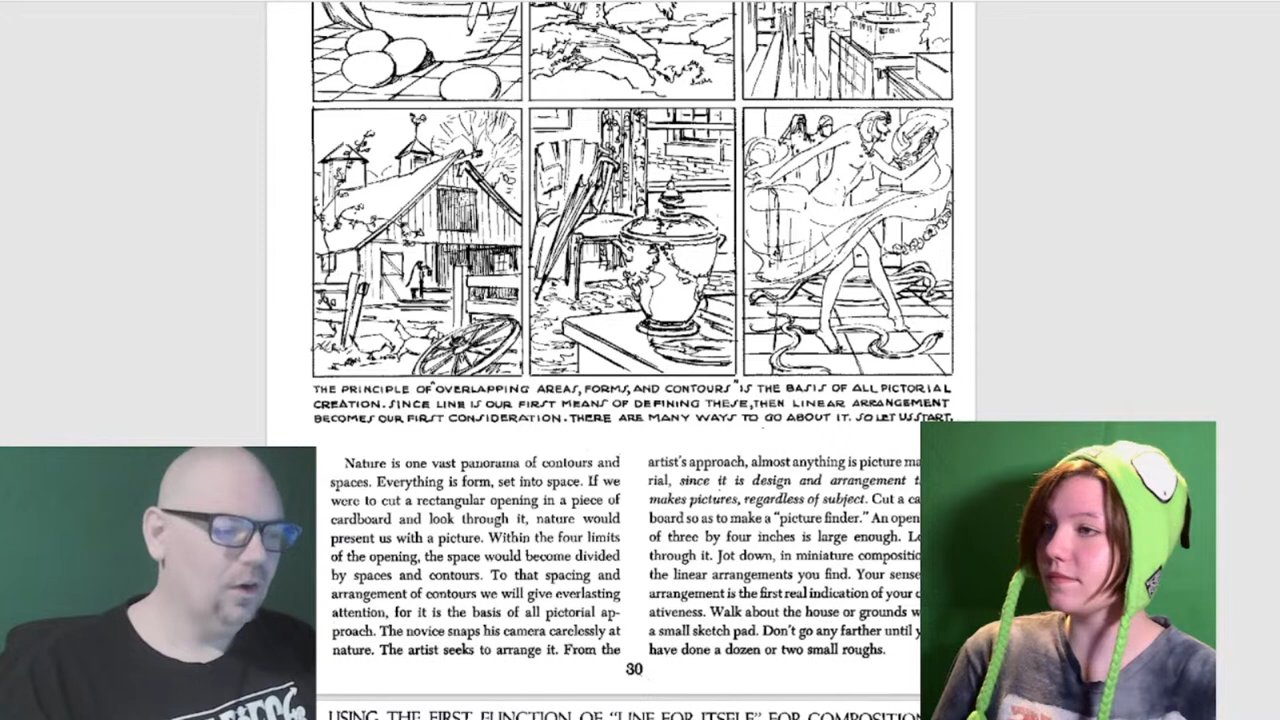 THE PRINCIPLE OF "OVERLAPPING AREAS, FORMS, AND CONTOURS" IS THE BASIS OF ALL PICTORIAL
CREATION. SINCE LINE IS OUR FIRST MEANS OF DEFINING THESE, THEN LINEAR ARRANGEMENT
BECOMES OUR FIRST CONSIDERATION. THERE ARE MANY WAYS TO GO ABOUT IT. SO LET US START.
Nature is one vast panorama of contours and
spaces. Everything is form, set into space. If we
were to cut a rectangular opening in a piece of
cardboard and look through it, nature would
present us with a picture. Within the four limits
of the opening, the space would become divided
by spaces and contours. To that spacing and
arrangement of contours we will give everlasting
attention, for it is the basis of all pictorial ap-
proach. The novice snaps his camera carelessly at
nature. The artist seeks to arrange it. From the
artist's approach, almost anything is picture
rial, since it is design and arrangement
makes pictures, regardless of subject. Cut a
board so as to make a "picture finder." An
of three by four inches is large enough.
through it. Jot down, in miniature
the linear arrangements you find. Your sense
arrangement is the first real indication of your
ativeness. Walk about the house or grounds
a small sketch pad. Don't go any farther until
have done a dozen or two small roughs.
30
USING THE FIRST FUNCTION OF "LINE FOR ITSELF" FOR COMPOSITION